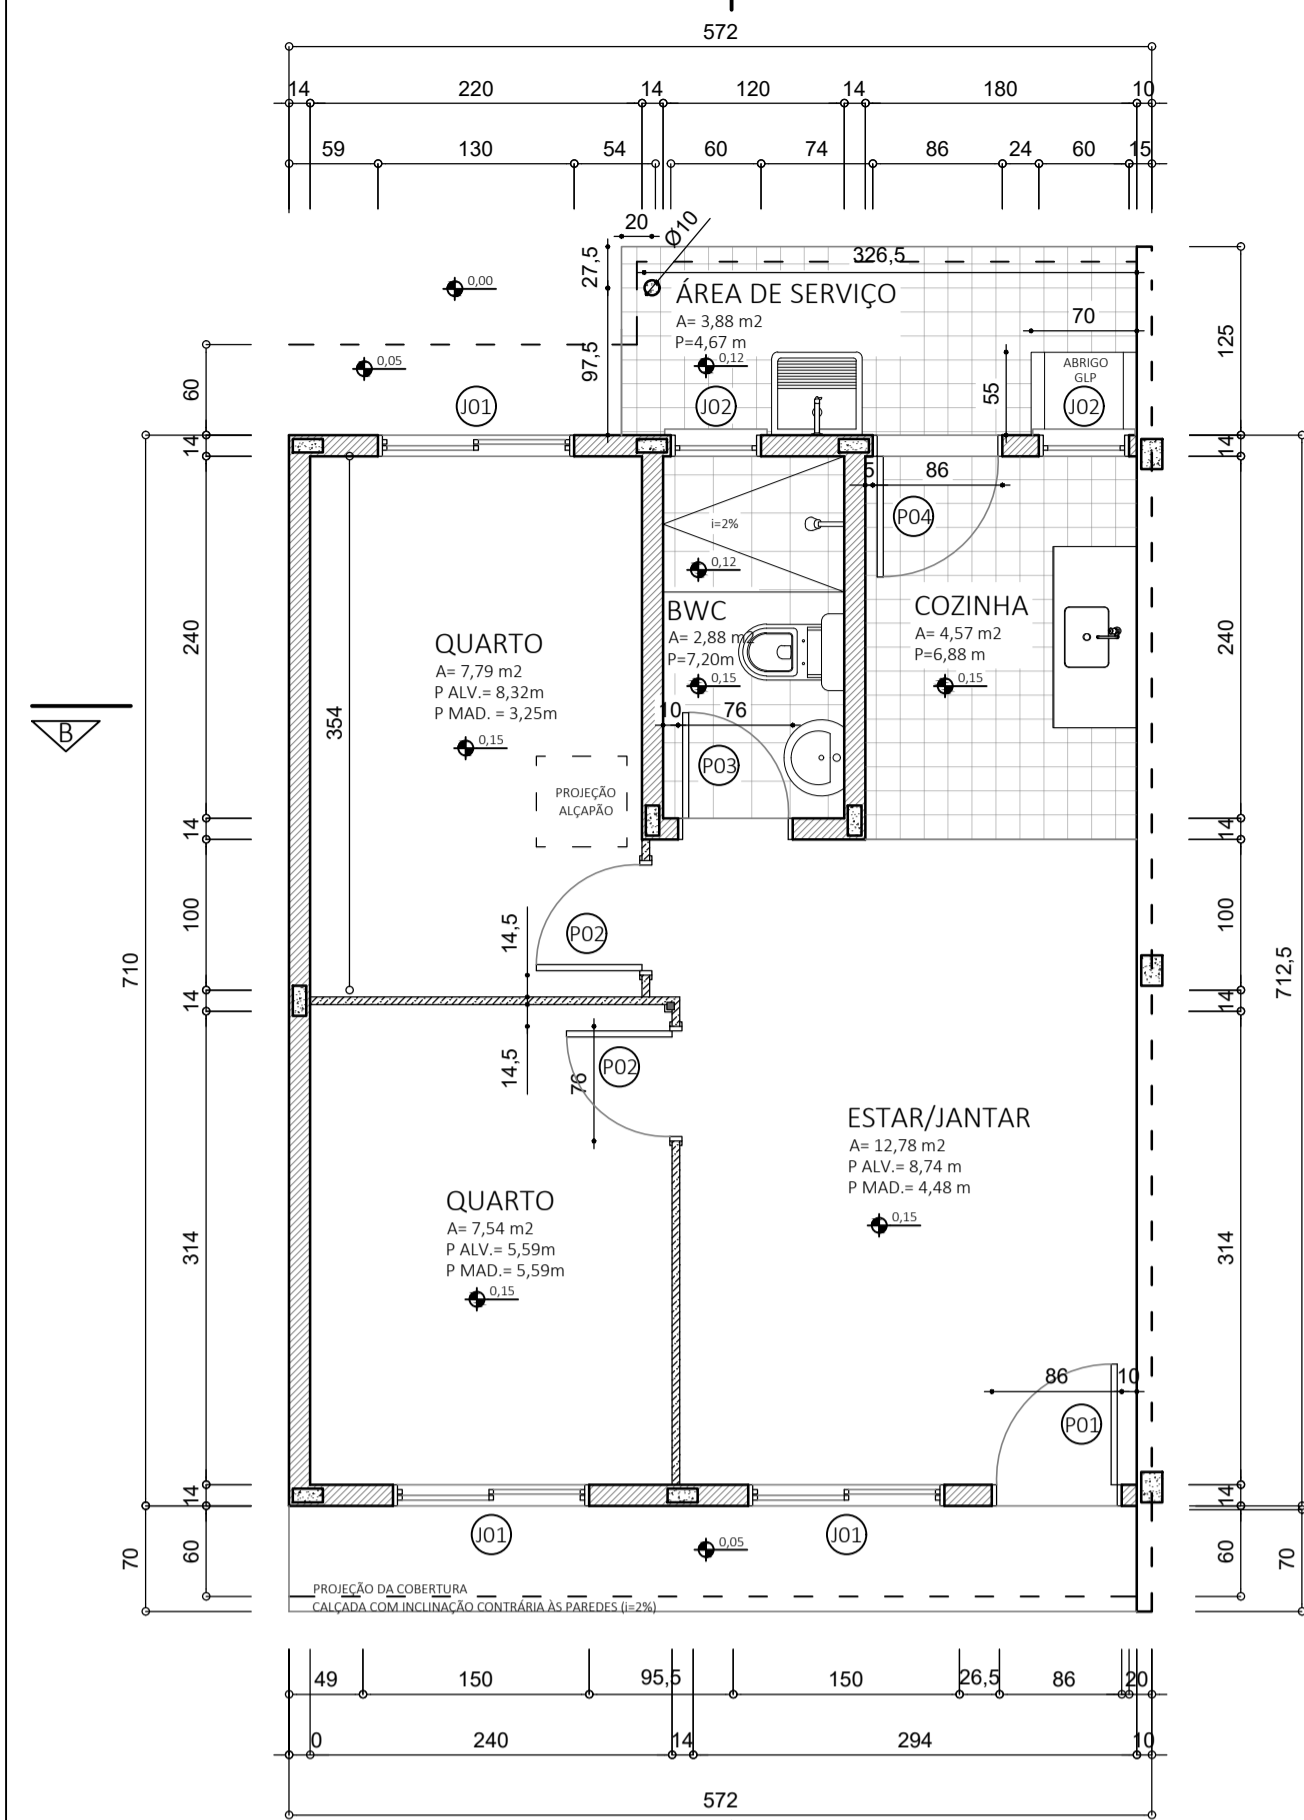 572
14 220 14 120 14 180 10
59 130 54 60 74 86 24 60 15
20
Ø10
27,5
326,5
0,00
ÁREA DE SERVIÇO
A= 3,88 m2
P=4,67 m
0,12
70
125
0,05
60
97,5
55
ABRIGO
GLP
J01
J02
J02
14
14
5 86
P04
i=2%
0,12
BWC
A= 2,88 m2
P=7,20m
0,15
COZINHA
A= 4,57 m2
P=6,88 m
0,15
240
240
QUARTO
A= 7,79 m2
P ALV.= 8,32m
P MAD. = 3,25m
0,15
354
B
10 76
P03
PROJEÇÃO
ALÇAPÃO
14
14
100
100
14,5
P02
710
712,5
14
14
14,5
76
P02
ESTAR/JANTAR
A= 12,78 m2
P ALV.= 8,74 m
P MAD.= 4,48 m
0,15
QUARTO
A= 7,54 m2
P ALV.= 5,59m
P MAD.= 5,59m
0,15
314
314
86 10
P01
14
14
J01
J01
0,05
70
60
60
70
PROJEÇÃO DA COBERTURA
CALÇADA COM INCLINAÇÃO CONTRÁRIA ÀS PAREDES (i=2%)
49 150 95,5 150 26,5 86 20
0 240 14 294 10
572